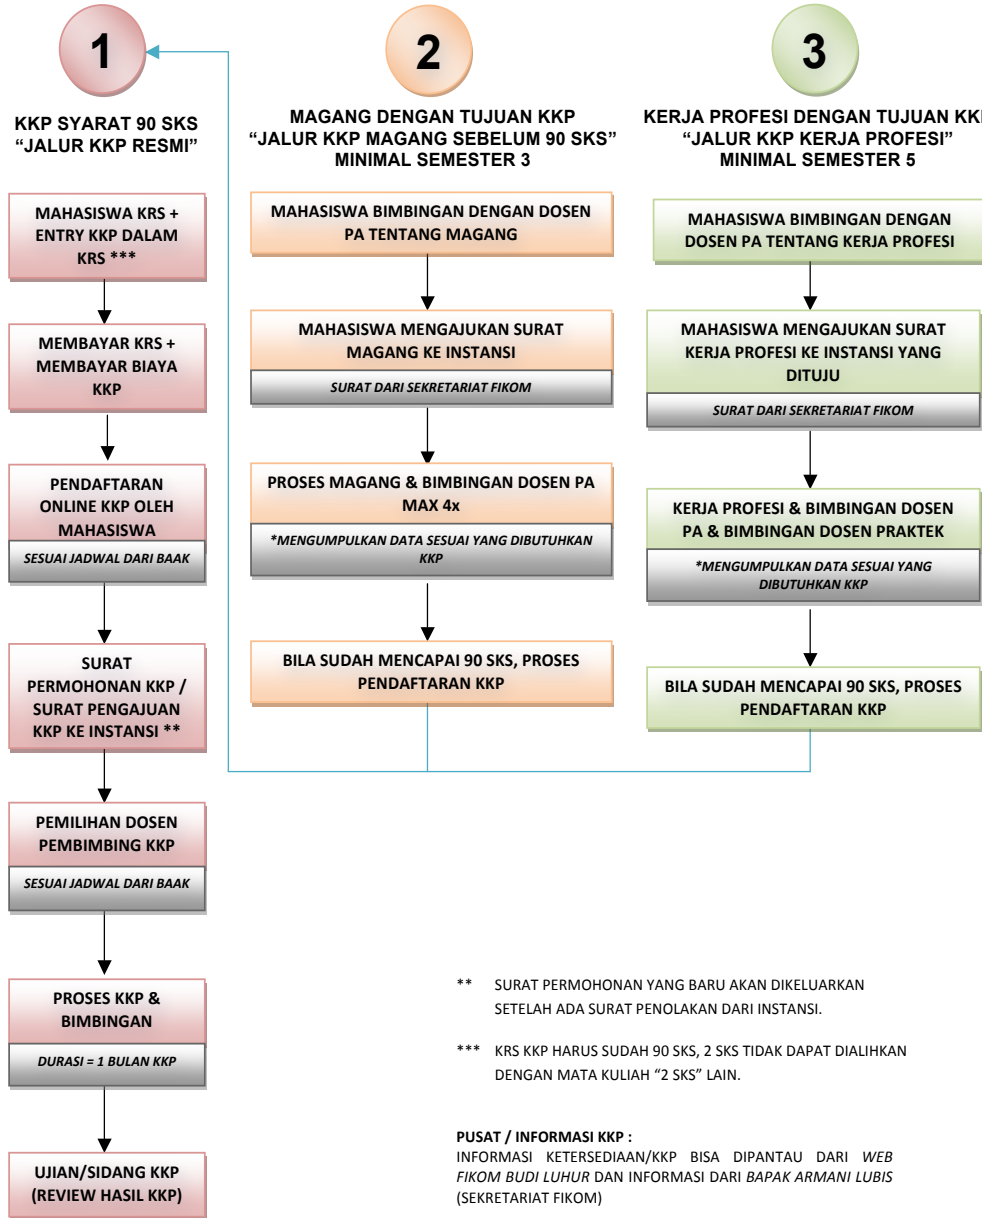 1
KKP SYARAT 90 SKS
“JALUR KKP RESMI”
MAHASISWA KRS +
ENTRY KKP DALAM
KRS ***
MEMBAYAR KRS +
MEMBAYAR BIAYA
KKP
PENDAFTARAN
ONLINE KKP OLEH
MAHASISWA
SESUAI JADWAL DARI BAAK
SURAT
PERMOHONAN KKP /
SURAT PENGAJUAN
KKP KE INSTANSI **
PEMILIHAN DOSEN
PEMBIMBING KKP
SESUAI JADWAL DARI BAAK
PROSES KKP &
BIMBINGAN
DURASI = 1 BULAN KKP
UJIAN/SIDANG KKP
(REVIEW HASIL KKP)
2
MAGANG DENGAN TUJUAN KKP
“JALUR KKP MAGANG SEBELUM 90 SKS”
MINIMAL SEMESTER 3
MAHASISWA BIMBINGAN DENGAN DOSEN
PA TENTANG MAGANG
MAHASISWA MENGAJUKAN SURAT
MAGANG KE INSTANSI
SURAT DARI SEKRETARIAT FIKOM
PROSES MAGANG & BIMBINGAN DOSEN PA
MAX 4x
*MENGUMPULKAN DATA SESUAI YANG DIBUTUHKAN
KKP
BILA SUDAH MENCAPAI 90 SKS, PROSES
PENDAFTARAN KKP
3
KERJA PROFESI DENGAN TUJUAN KK
“JALUR KKP KERJA PROFESI”
MINIMAL SEMESTER 5
MAHASISWA BIMBINGAN DENGAN
DOSEN PA TENTANG KERJA PROFESI
MAHASISWA MENGAJUKAN SURAT
KERJA PROFESI KE INSTANSI YANG
DITUJU
SURAT DARI SEKRETARIAT FIKOM
KERJA PROFESI & BIMBINGAN DOSEN
PA & BIMBINGAN DOSEN PRAKTEK
*MENGUMPULKAN DATA SESUAI YANG
DIBUTUHKAN KKP
BILA SUDAH MENCAPAI 90 SKS, PROSES
PENDAFTARAN KKP
** SURAT PERMOHONAN YANG BARU AKAN DIKELUARKAN
SETELAH ADA SURAT PENOLAKAN DARI INSTANSI.
*** KRS KKP HARUS SUDAH 90 SKS, 2 SKS TIDAK DAPAT DIALIHKAN
DENGAN MATA KULIAH “2 SKS” LAIN.
PUSAT / INFORMASI KKP :
INFORMASI KETERSEDIAAN/KKP BISA DIPANTAU DARI WEB
FIKOM BUDI LUHUR DAN INFORMASI DARI BAPAK ARMANI LUBIS
(SEKRETARIAT FIKOM)